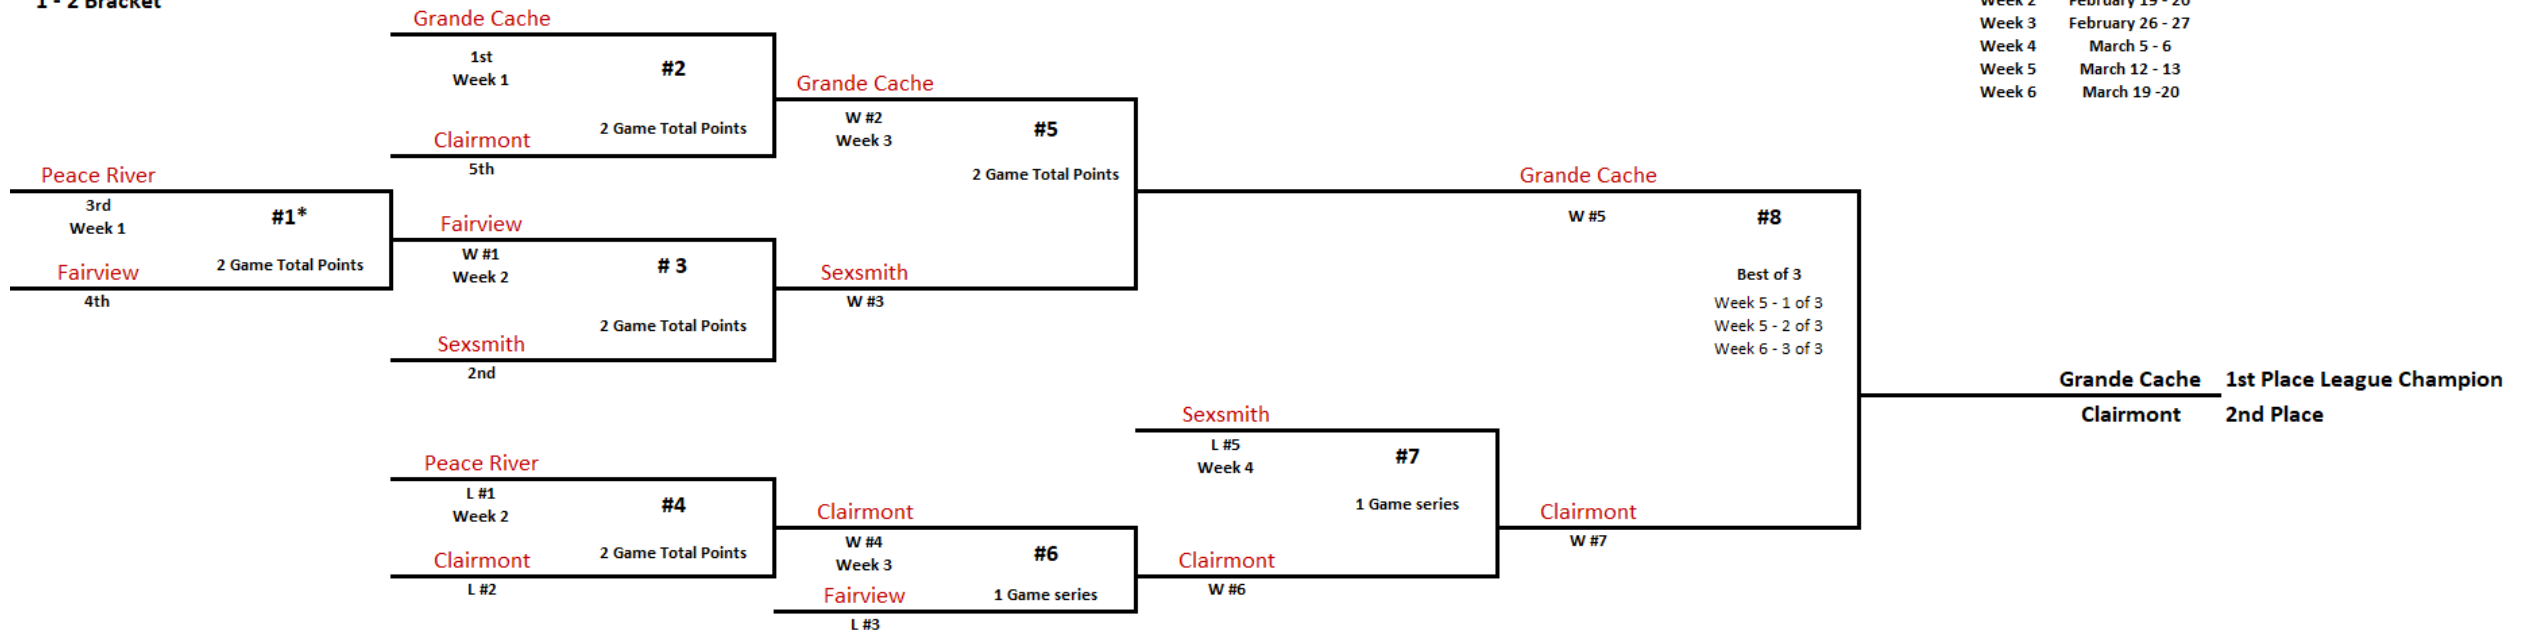 1 - 2 Bracket
Week 2 February 19 - 20
Grande Cache
Week 3 February 26 - 27
Week 4 March 5 - 6
1st
Week 1
#2
Week 5 March 12 - 13
Grande Cache
Week 6 March 19 -20
W #2
Week 3
#5
2 Game Total Points
Clairmont
5th
2 Game Total Points
Peace River
Grande Cache
3rd
Week 1
#1*
W #5
#8
Fairview
W #1
Week 2
# 3
2 Game Total Points
Fairview
4th
Sexsmith
W #3
Best of 3
Week 5 - 1 of 3
Week 5 - 2 of 3
Week 6 - 3 of 3
2 Game Total Points
Sexsmith
2nd
Grande Cache 1st Place League Champion
Clairmont 2nd Place
Sexsmith
L #5
Week 4
#7
Peace River
L #1
Week 2
#4
1 Game series
Clairmont
W #4
Week 3
#6
Clairmont
W #7
2 Game Total Points
Clairmont
L #2
Clairmont
W #6
Fairview
1 Game series
L #3